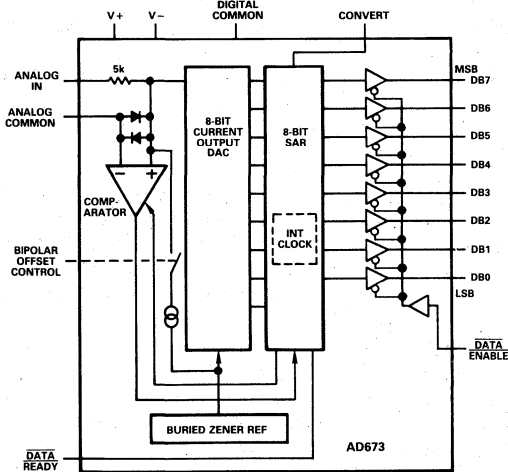 V+
V−
DIGITAL
COMMON
CONVERT
ANALOG
IN
5k
MSB
DB7
ANALOG
COMMON
DB6
8-BIT
CURRENT
OUTPUT
DAC
8-BIT
SAR
DB5
DB4
− +
COMP-
ARATOR
DB3
INT
CLOCK
DB2
BIPOLAR
OFFSET
CONTROL
DB1
DB0
LSB
DATA
ENABLE
BURIED ZENER REF
AD673
DATA
READY